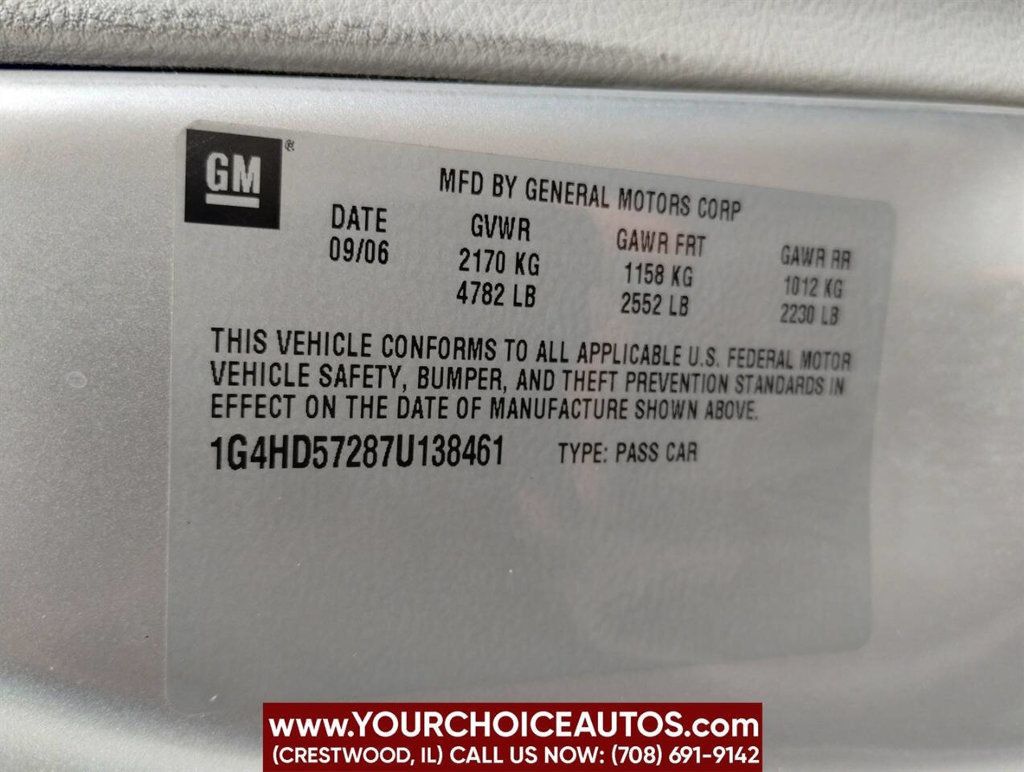 GM ®
MFD BY GENERAL MOTORS CORP
DATE GVWR GAWR FRT GAWR RR
09/06 2170 KG 1158 KG 1012 KG
4782 LB 2552 LB 2230 LB
THIS VEHICLE CONFORMS TO ALL APPLICABLE U.S. FEDERAL MOTOR
VEHICLE SAFETY, BUMPER, AND THEFT PREVENTION STANDARDS IN
EFFECT ON THE DATE OF MANUFACTURE SHOWN ABOVE.
1G4HD57287U138461 TYPE: PASS CAR
www.YOURCHOICEAUTOS.com
(CRESTWOOD, IL) CALL US NOW: (708) 691-9142